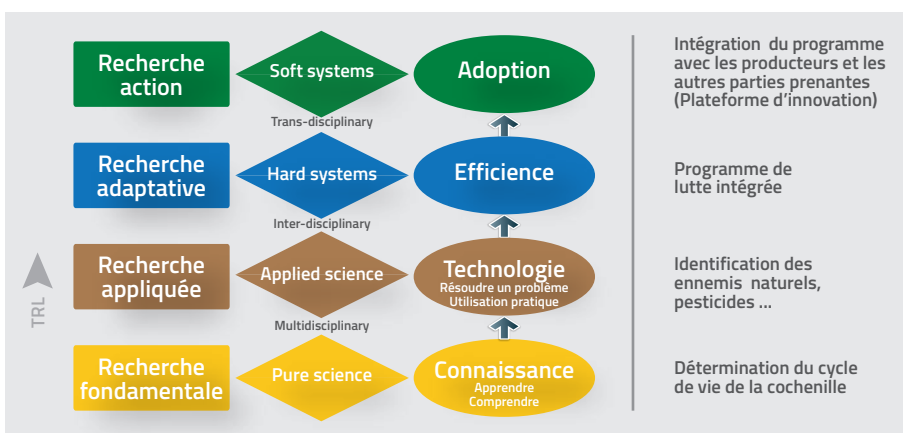 Recherche
action
Soft systems
Adoption
Intégration du programme
avec les producteurs et les
autres parties prenantes
(Plateforme d'innovation)
Trans-disciplinary
Recherche
adaptative
Hard systems
Efficience
Programme de
lutte intégrée
Inter-disciplinary
Recherche
appliquée
Applied science
Technologie
Résoudre un problème
Utilisation pratique
Identification des
ennemis naturels,
pesticides ...
Multidisciplinary
Recherche
fondamentale
Pure science
Connaissance
Apprendre
Comprendre
Détermination du cycle
de vie de la cochenille
TRL